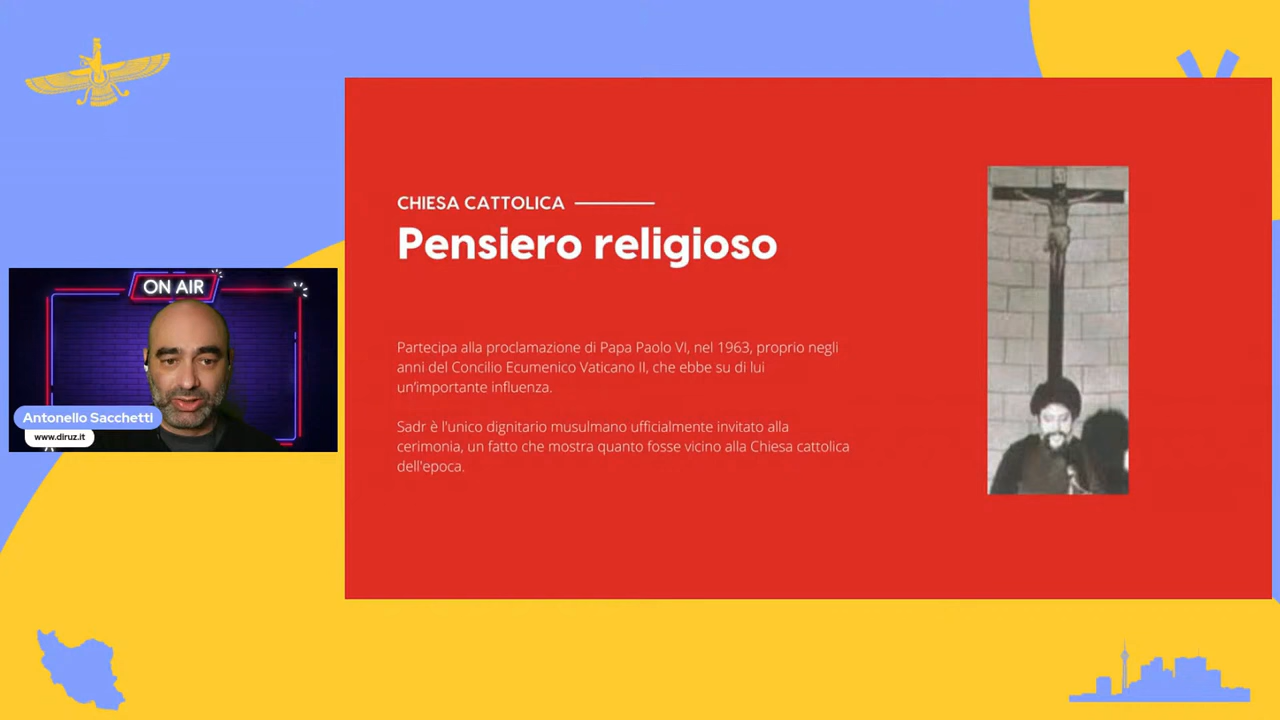 CHIESA CATTOLICA
Pensiero religioso
Partecipa alla proclamazione di Papa Paolo VI, nel 1963, proprio negli
anni del Concilio Ecumenico Vaticano II, che ebbe su di lui
un'importante influenza.
Sadr è l'unico dignitario musulmano ufficialmente invitato alla
cerimonia, un fatto che mostra quanto fosse vicino alla Chiesa cattolica
dell'epoca.
ON AIR
Antonello Sacchetti
www.diruz.it